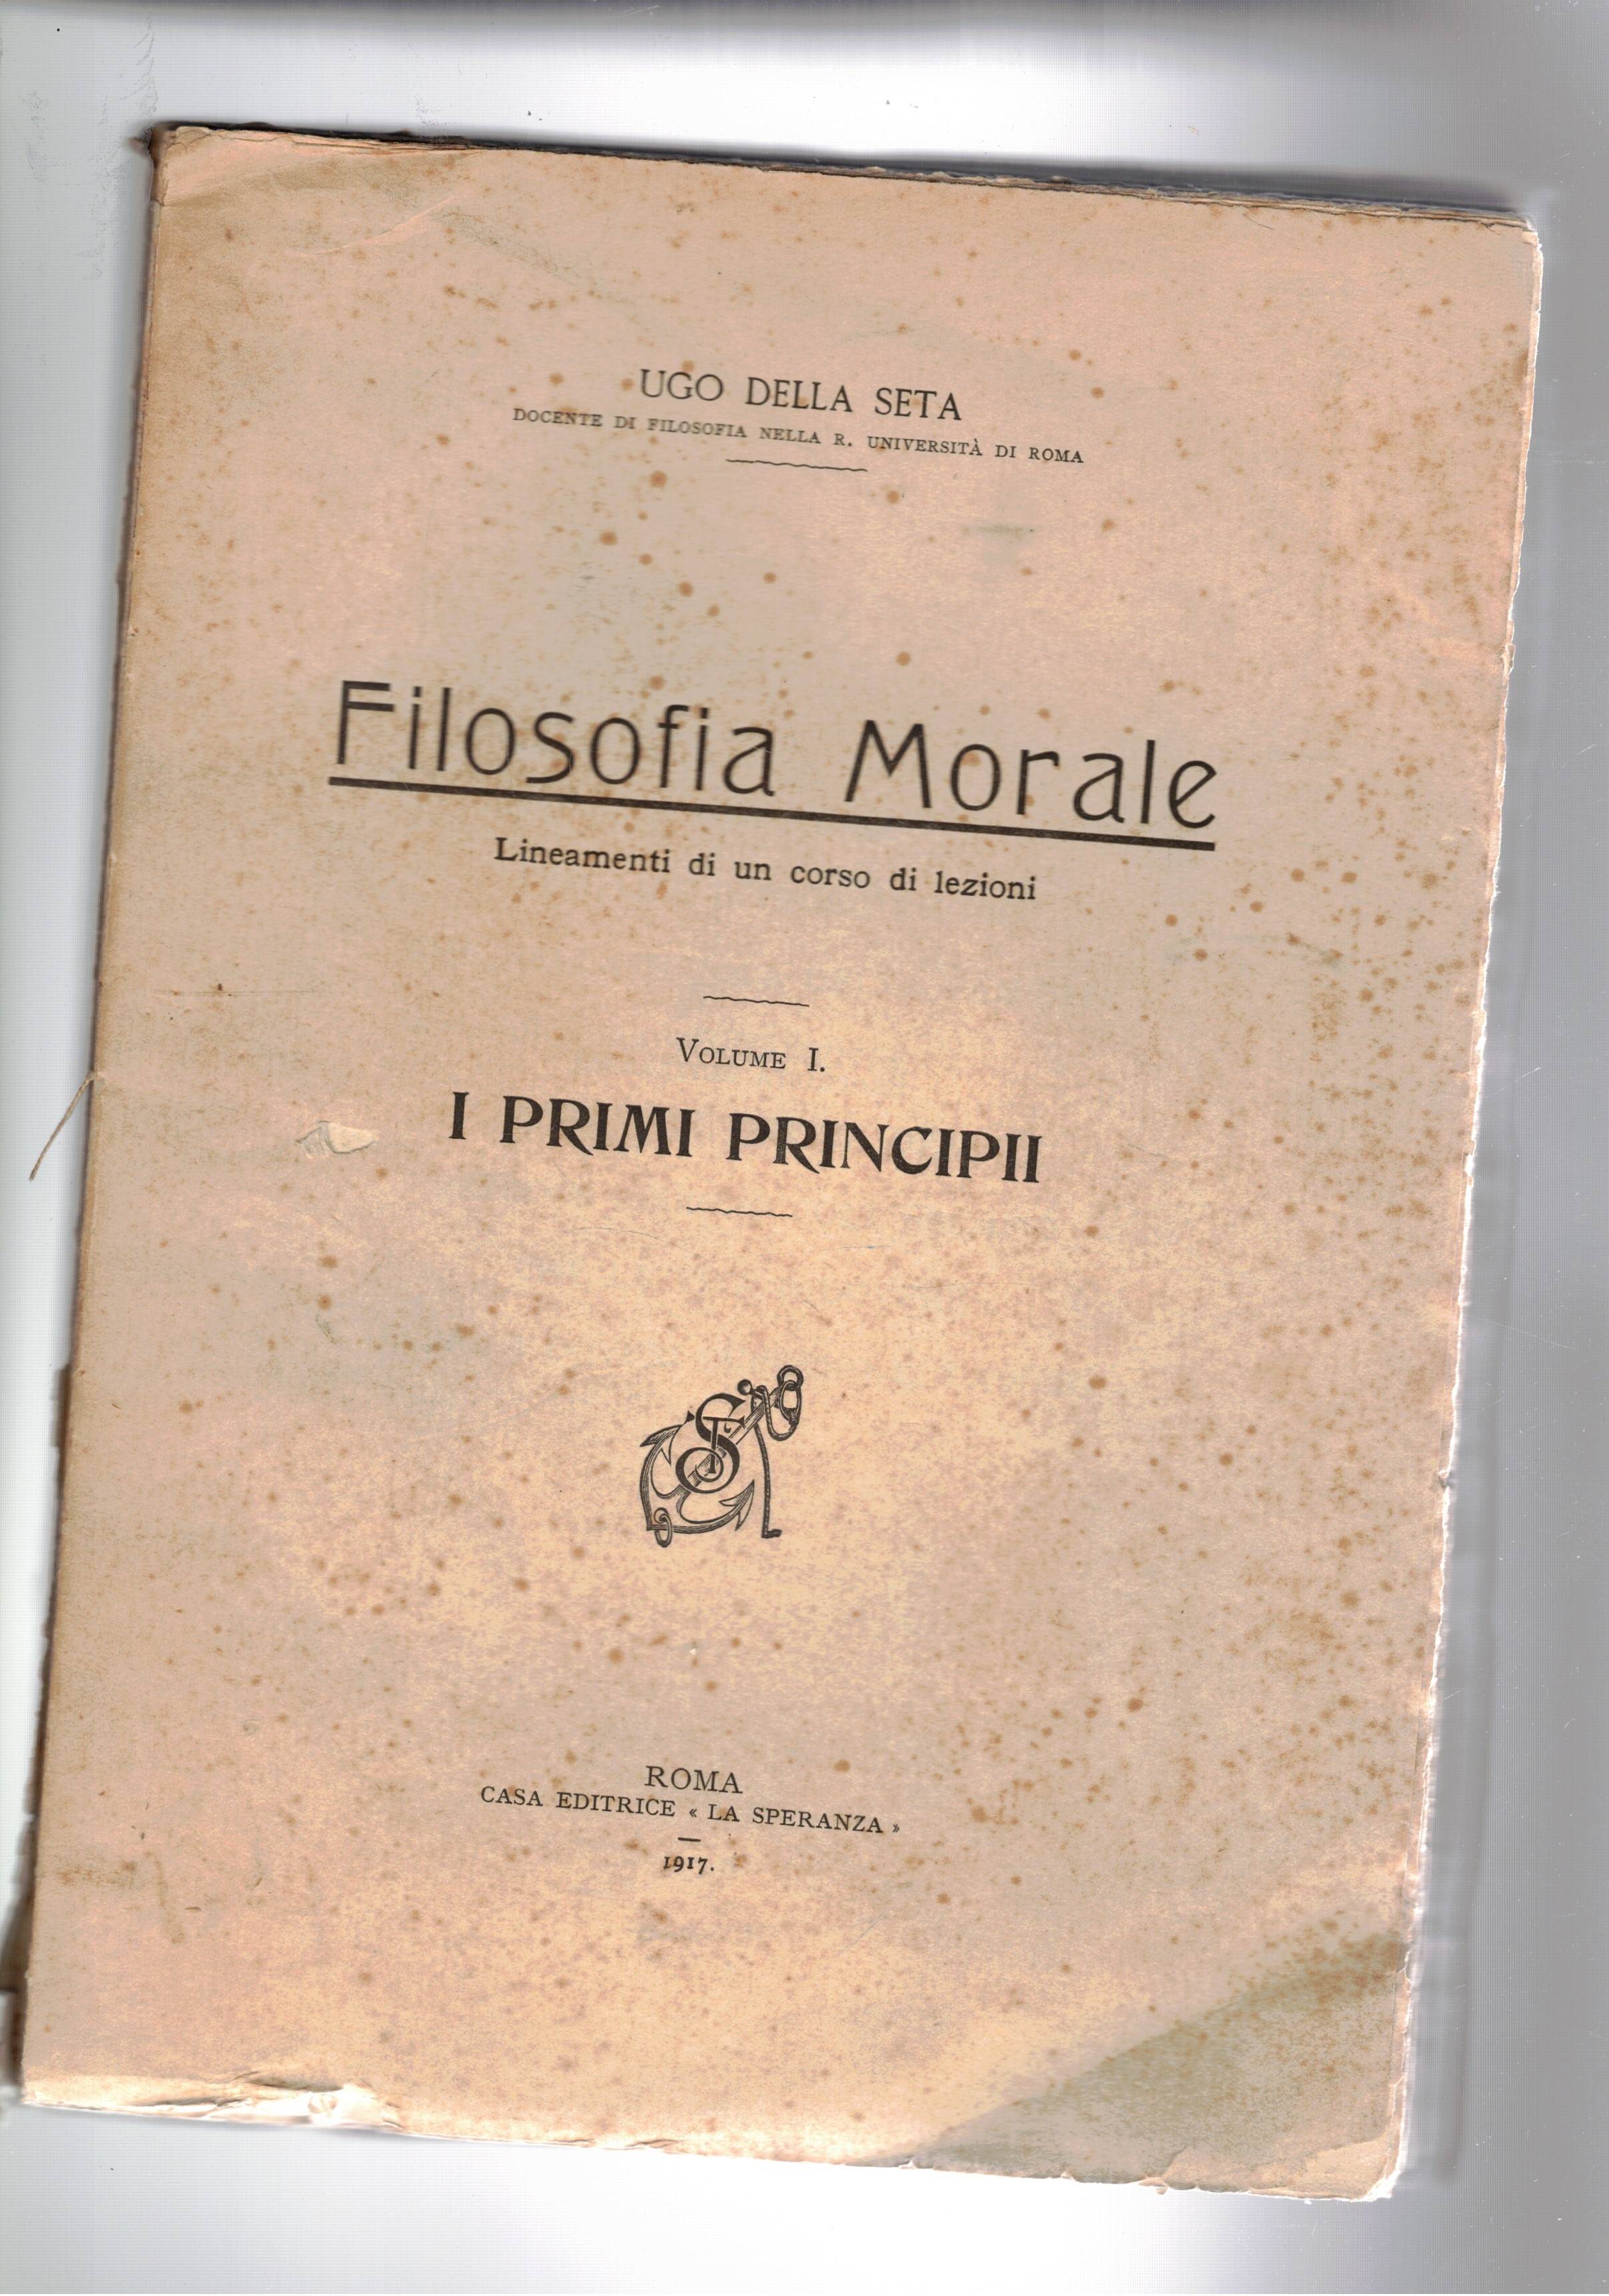 UGO DELLA SETA
DOCENTE DI FILOSOFIA NELLA R. UNIVERSITÀ DI ROMA
Filosofia Morale
Lineamenti di un corso di lezioni
VOLUME I.
I PRIMI PRINCIPII
ROMA
CASA EDITRICE « LA SPERANZA »
1917.